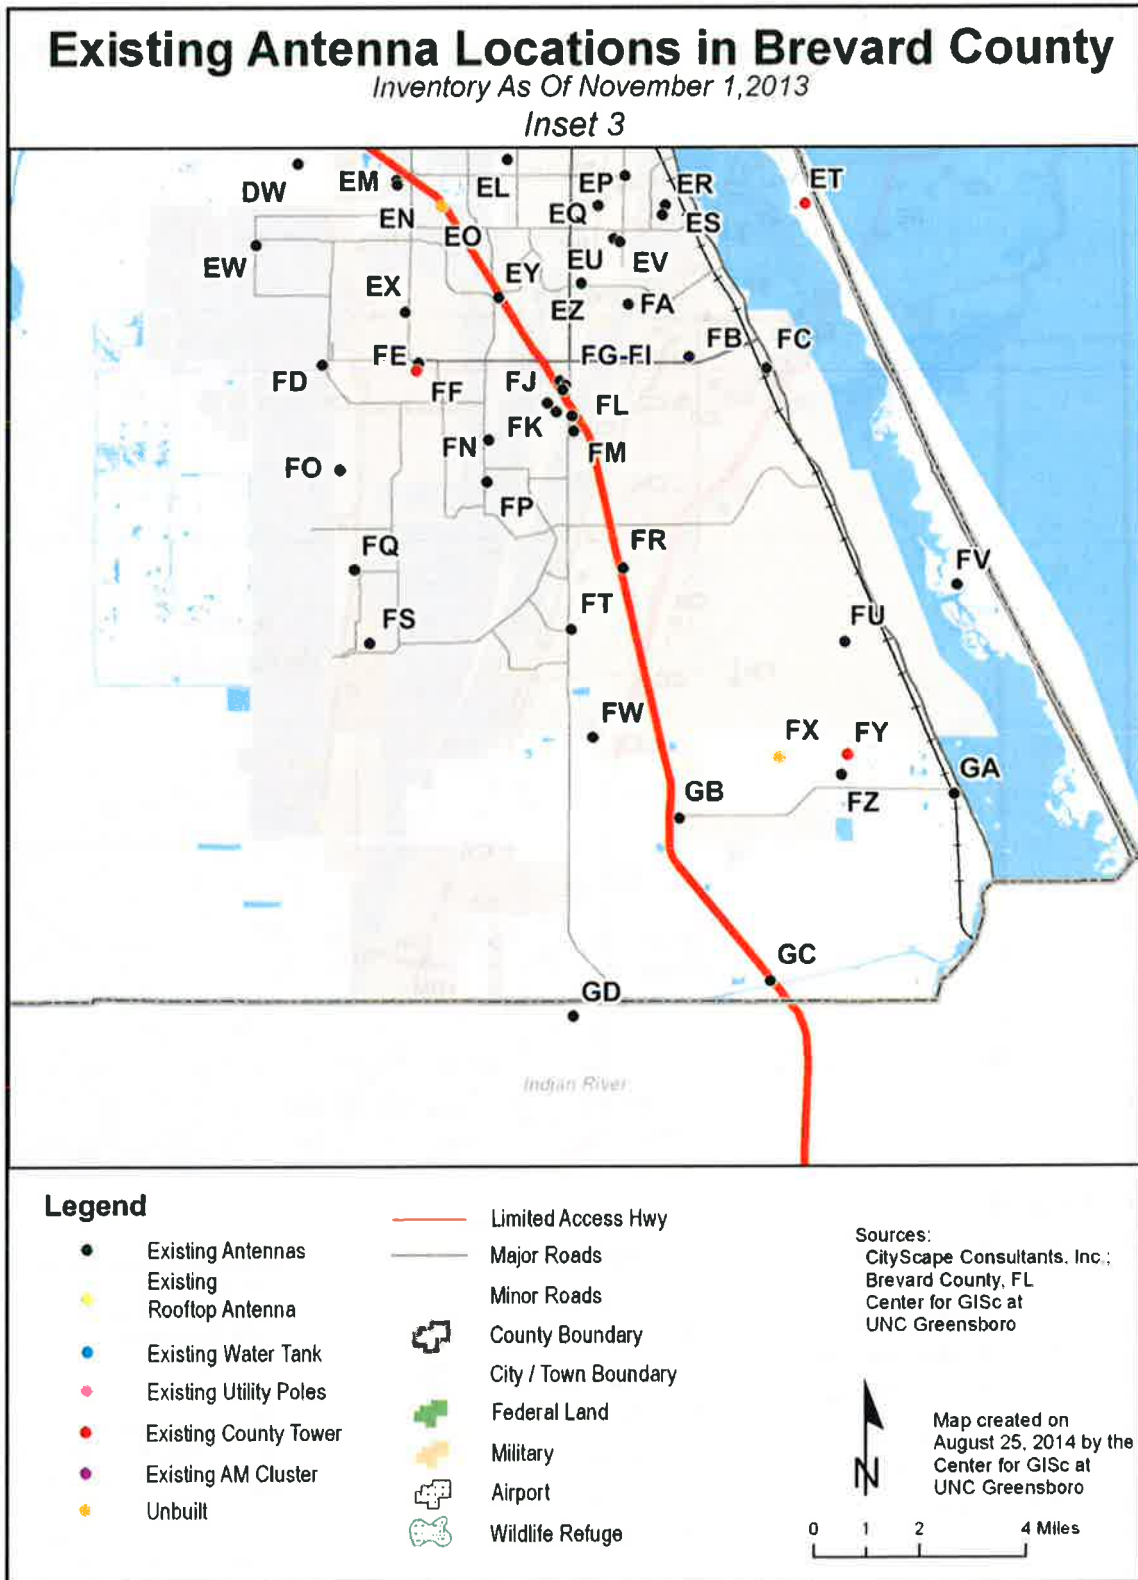 Existing Antenna Locations in Brevard County
Inventory As Of November 1,2013
Inset 3
DW
EM
EL
EP
ER
ET
EN
EQ
ES
EO
EW
EY
EU
EV
EX
EZ
FA
FB
FC
FE
FG-FI
FD
FF
FJ
FL
FK
FN
FM
FO
FP
FQ
FR
FV
FS
FT
FU
FW
FX
FY
GA
GB
FZ
GC
GD
Indian River
Legend
Existing Antennas
Existing
Rooftop Antenna
Existing Water Tank
Existing Utility Poles
Existing County Tower
Existing AM Cluster
Unbuilt
Limited Access Hwy
Major Roads
Minor Roads
County Boundary
City / Town Boundary
Federal Land
Military
Airport
Wildlife Refuge
Sources:
CityScape Consultants, Inc.;
Brevard County, FL
Center for GISc at
UNC Greensboro
N
Map created on
August 25, 2014 by the
Center for GISc at
UNC Greensboro
0 1 2 4 Miles